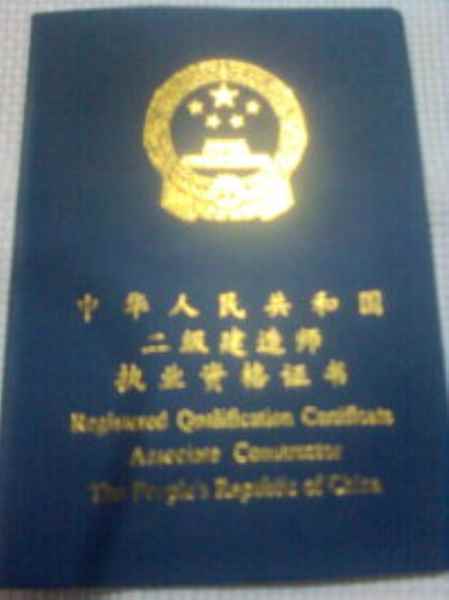 中华人民共和国
二级建造师
执业资格证书
Registered Qualification Certificate
Associate Constructor
The People's Republic of China